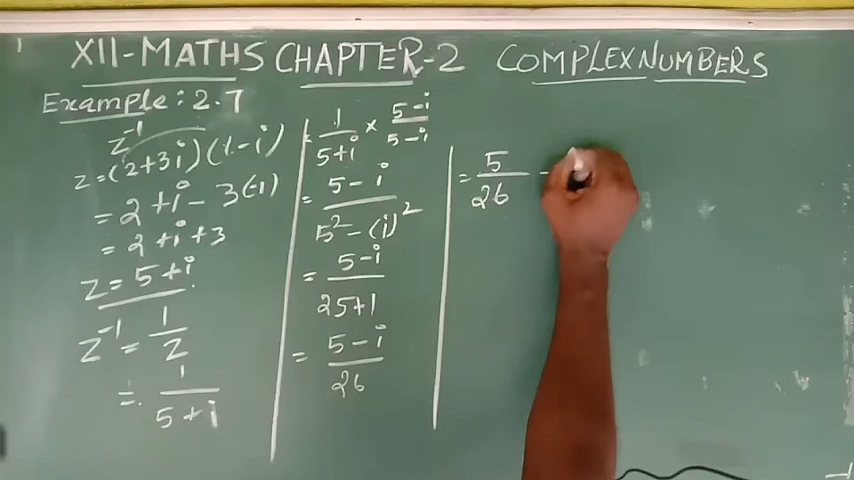 XII-MATHS CHAPTER-2 COMPLEX NUMBERS
Example : 2.7
z⁻¹
z = (2+3i)(1-i)
= 2+i-3(-1)
= 2+i+3
z = 5+i
z⁻¹ = 1/z
= 1/(5+i)
= 1/(5+i) × (5-i)/(5-i)
= (5-i)/(5²-(i)²)
= (5-i)/(25+1)
= (5-i)/26
= 5/26 -